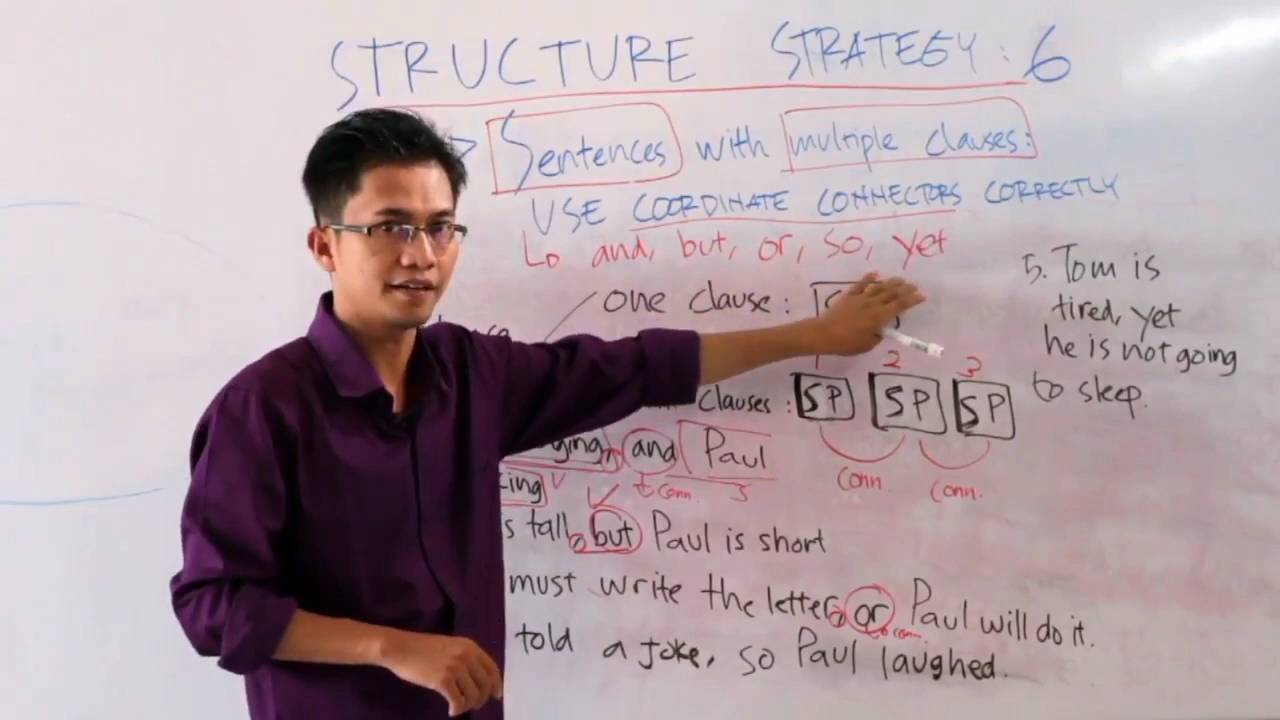 STRUCTURE STRATEGY: 6
> Sentences with multiple clauses:
USE COORDINATE CONNECTORS CORRECTLY
and, but, or, so, yet
one clause:
2 3
clauses: SP SP SP
conn. conn.
and Paul
conn. S
s tall, but Paul is short
must write the letter, or Paul will do it.
conn.
told a joke, so Paul laughed.
5. Tom is
tired, yet
he is not going
to sleep.